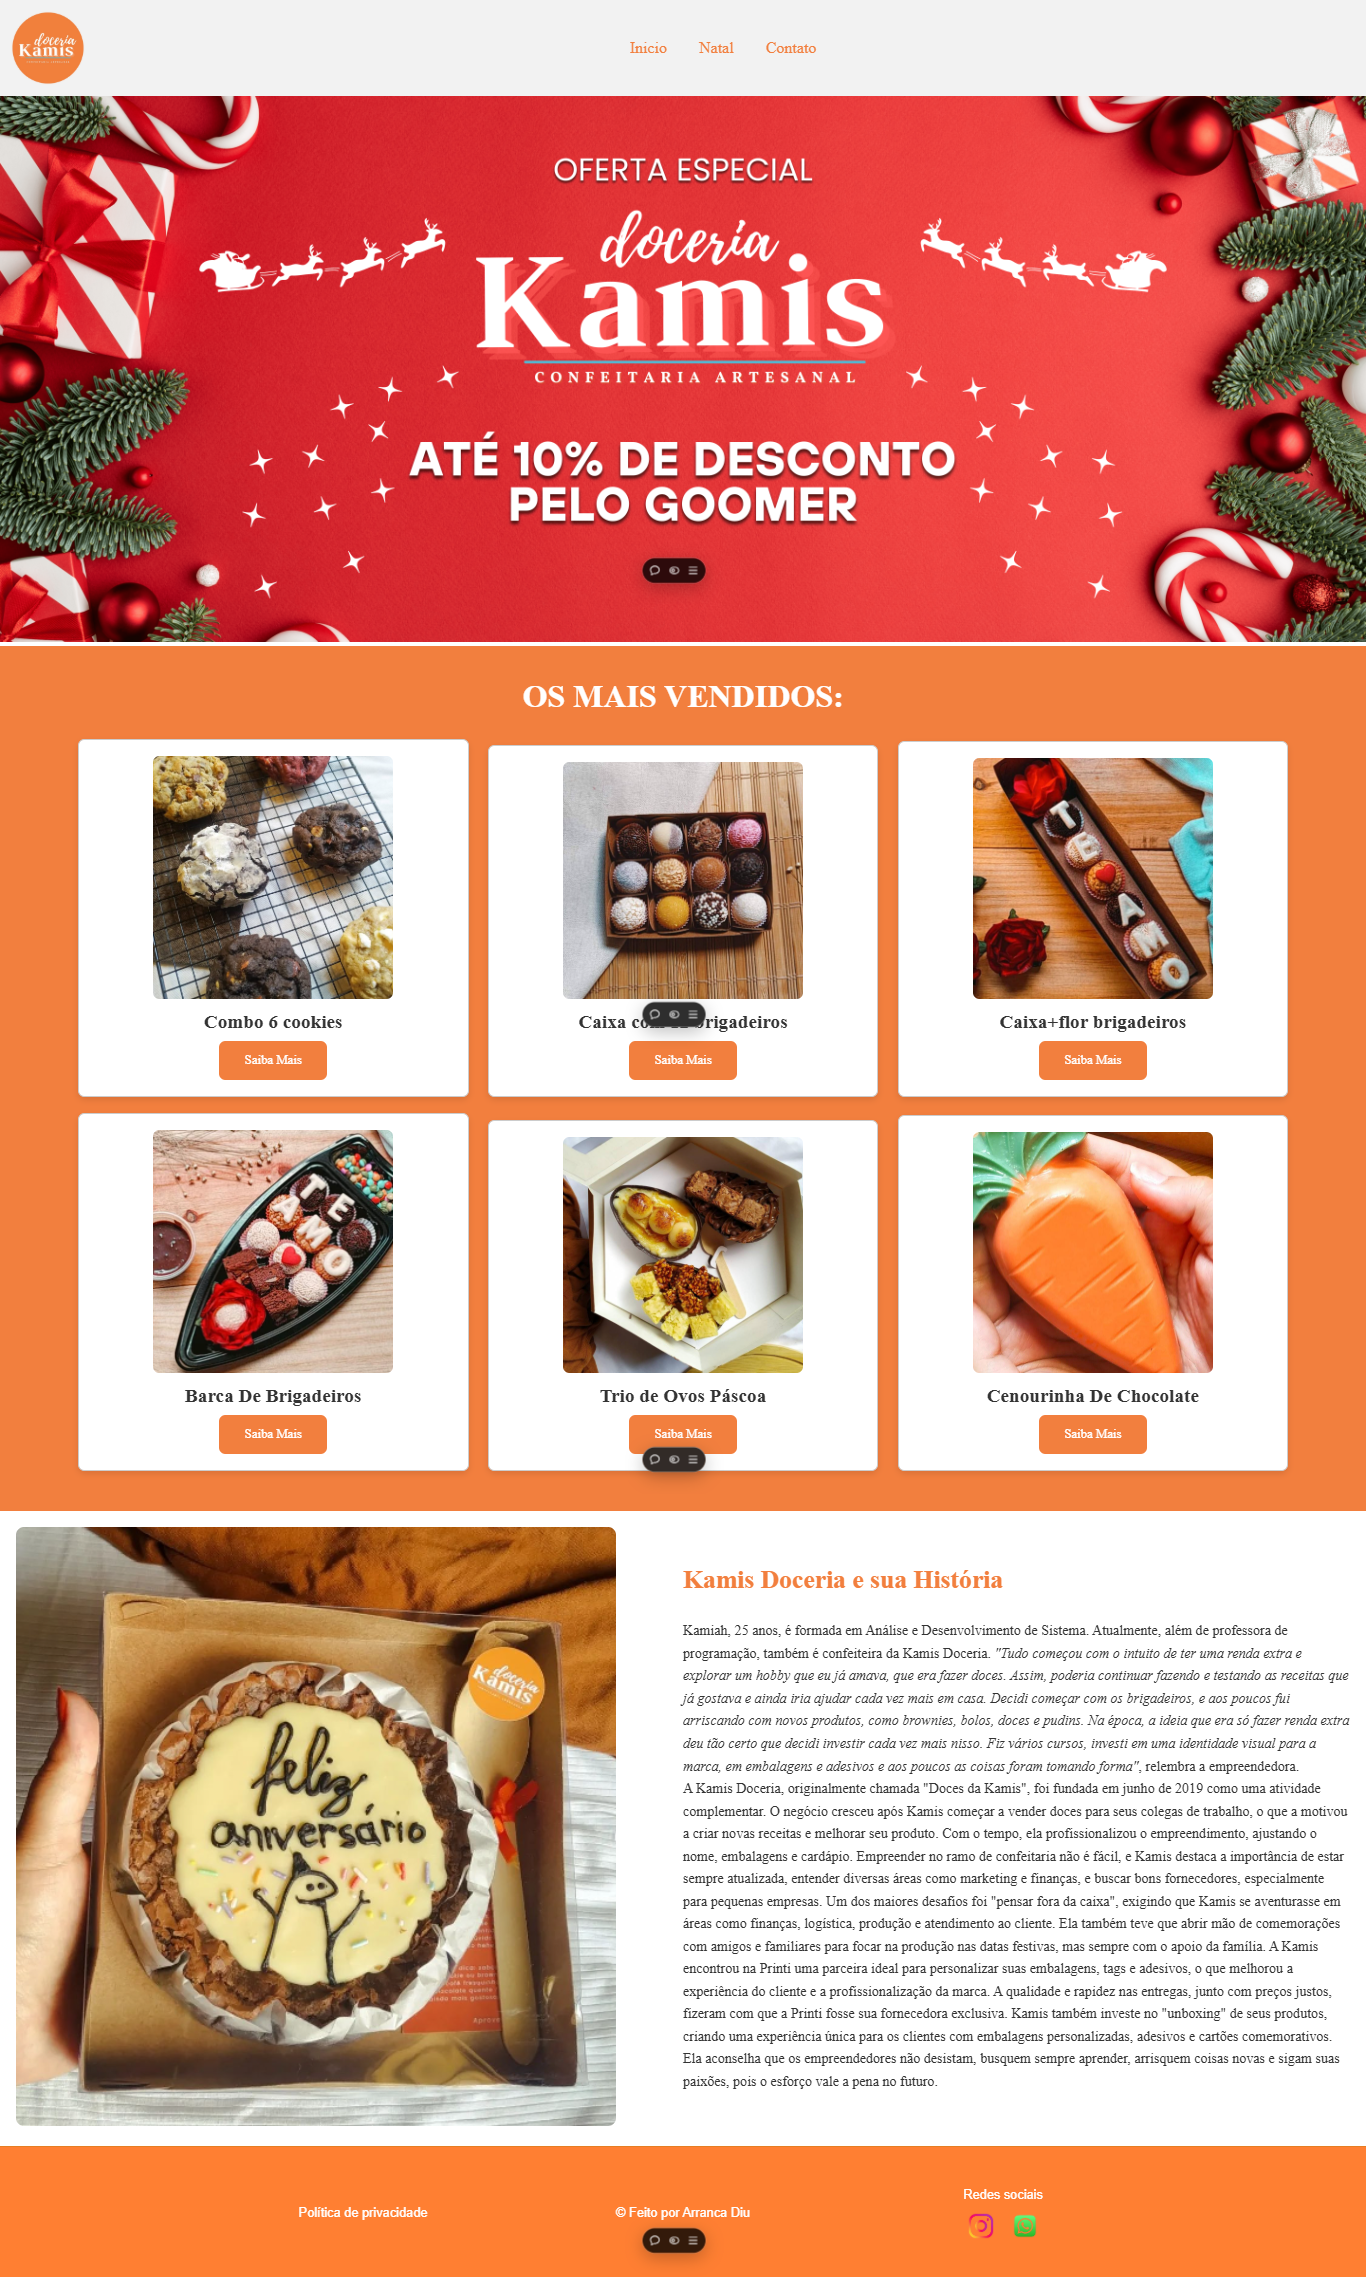 doceria
Kamis
Inicio Natal Contato
OFERTA ESPECIAL
doceria
Kamis
CONFEITARIA ARTESANAL
ATÉ 10% DE DESCONTO
PELO GOOMER
OS MAIS VENDIDOS:
Combo 6 cookies
Saiba Mais
Caixa brigadeiros
Saiba Mais
TE AMO
Caixa+flor brigadeiros
Saiba Mais
TE
AMO
Barca De Brigadeiros
Saiba Mais
Trio de Ovos Páscoa
Saiba Mais
Cenourinha De Chocolate
Saiba Mais
doceria
Kamis
feliz
aniversário
Kamis Doceria e sua História
Kamiah, 25 anos, é formada em Análise e Desenvolvimento de Sistema. Atualmente, além de professora de
programação, também é confeiteira da Kamis Doceria. "Tudo começou com o intuito de ter uma renda extra e
explorar um hobby que eu já amava, que era fazer doces. Assim, poderia continuar fazendo e testando as receitas que
já gostava e ainda iria ajudar cada vez mais em casa. Decidi começar com os brigadeiros, e aos poucos fui
arriscando com novos produtos, como brownies, bolos, doces e pudins. Na época, a ideia que era só fazer renda extra
deu tão certo que decidi investir cada vez mais nisso. Fiz vários cursos, investi em uma identidade visual para a
marca, em embalagens e adesivos e aos poucos as coisas foram tomando forma", relembra a empreendedora.
A Kamis Doceria, originalmente chamada "Doces da Kamis", foi fundada em junho de 2019 como uma atividade
complementar. O negócio cresceu após Kamis começar a vender doces para seus colegas de trabalho, o que a motivou
a criar novas receitas e melhorar seu produto. Com o tempo, ela profissionalizou o empreendimento, ajustando o
nome, embalagens e cardápio. Empreender no ramo de confeitaria não é fácil, e Kamis destaca a importância de estar
sempre atualizada, entender diversas áreas como marketing e finanças, e buscar bons fornecedores, especialmente
para pequenas empresas. Um dos maiores desafios foi "pensar fora da caixa", exigindo que Kamis se aventurasse em
áreas como finanças, logística, produção e atendimento ao cliente. Ela também teve que abrir mão de comemorações
com amigos e familiares para focar na produção nas datas festivas, mas sempre com o apoio da família. A Kamis
encontrou na Printi uma parceira ideal para personalizar suas embalagens, tags e adesivos, o que melhorou a
experiência do cliente e a profissionalização da marca. A qualidade e rapidez nas entregas, junto com preços justos,
fizeram com que a Printi fosse sua fornecedora exclusiva. Kamis também investe no "unboxing" de seus produtos,
criando uma experiência única para os clientes com embalagens personalizadas, adesivos e cartões comemorativos.
Ela aconselha que os empreendedores não desistam, busquem sempre aprender, arrisquem coisas novas e sigam suas
paixões, pois o esforço vale a pena no futuro.
Política de privacidade
© Feito por Arranca Diu
Redes sociais